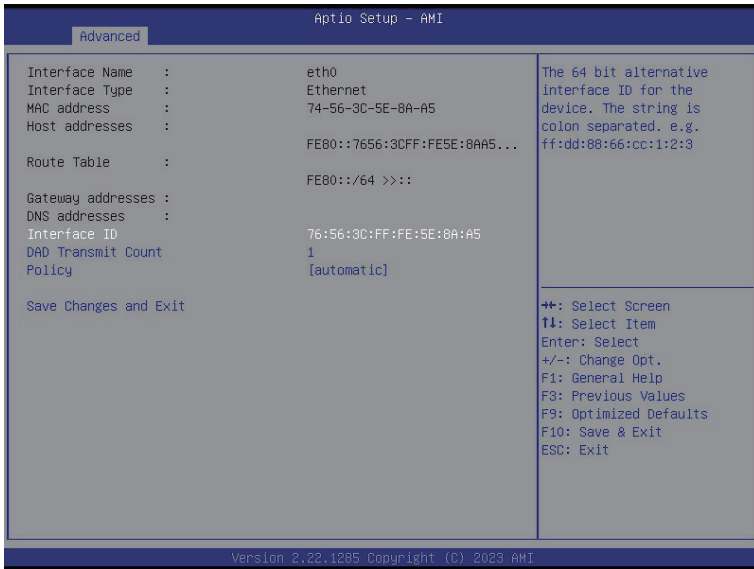 Aptio Setup – AMI
Advanced
Interface Name : eth0
Interface Type : Ethernet
MAC address : 74-56-3C-5E-8A-A5
Host addresses :
FE80::7656:3CFF:FE5E:8AA5...
Route Table :
FE80::/64 >>::
Gateway addresses :
DNS addresses :
Interface ID 76:56:3C:FF:FE:5E:8A:A5
DAD Transmit Count 1
Policy [automatic]
Save Changes and Exit
The 64 bit alternative
interface ID for the
device. The string is
colon separated. e.g.
ff:dd:88:66:cc:1:2:3
→←: Select Screen
↑↓: Select Item
Enter: Select
+/-: Change Opt.
F1: General Help
F3: Previous Values
F9: Optimized Defaults
F10: Save & Exit
ESC: Exit
Version 2.22.1285 Copyright (C) 2023 AMI